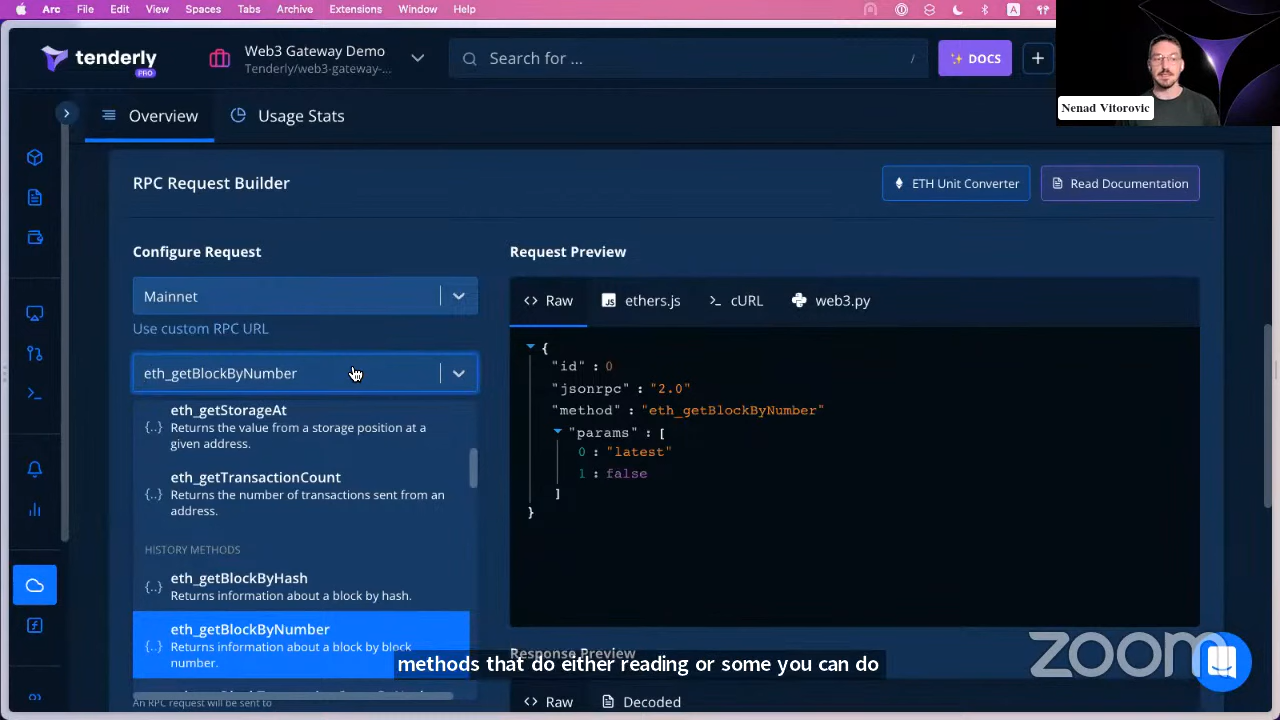 Arc File Edit View Spaces Tabs Archive Extensions Window Help
A
tenderly
PRO
Web3 Gateway Demo
Tenderly/web3-gateway-...
Search for ...
/
DOCS
Nenad Vitorovic
Overview
Usage Stats
RPC Request Builder
ETH Unit Converter
Read Documentation
Configure Request
Mainnet
Use custom RPC URL
eth_getBlockByNumber
eth_getStorageAt
Returns the value from a storage position at a
given address.
eth_getTransactionCount
Returns the number of transactions sent from an
address.
HISTORY METHODS
eth_getBlockByHash
Returns information about a block by hash.
eth_getBlockByNumber
Returns information about a block by block
number.
An RPC request will be sent to
Request Preview
<> Raw
JS ethers.js
>_ cURL
web3.py
{
"id" : 0
"jsonrpc" : "2.0"
"method" : "eth_getBlockByNumber"
"params" : [
0 : "latest"
1 : false
]
}
Response Preview
<> Raw
Decoded
methods that do either reading or some you can do
zoom